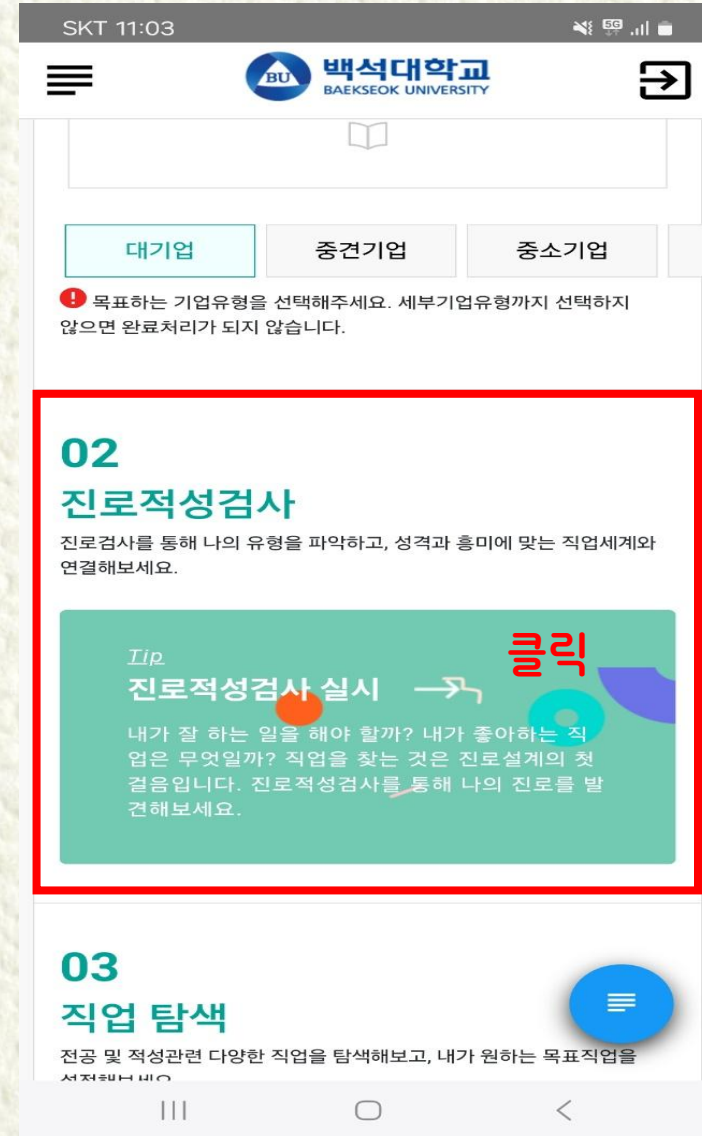 SKT 11:03
5G
BU 백석대학교
BAEKSEOK UNIVERSITY
대기업 중견기업 중소기업
목표하는 기업유형을 선택해주세요. 세부기업유형까지 선택하지
않으면 완료처리가 되지 않습니다.
02
진로적성검사
진로검사를 통해 나의 유형을 파악하고, 성격과 흥미에 맞는 직업세계와
연결해보세요.
클릭
Tip
진로적성검사 실시
내가 잘 하는 일을 해야 할까? 내가 좋아하는 직
업은 무엇일까? 직업을 찾는 것은 진로설계의 첫
걸음입니다. 진로적성검사를 통해 나의 진로를 발
견해보세요.
03
직업 탐색
전공 및 적성관련 다양한 직업을 탐색해보고, 내가 원하는 목표직업을